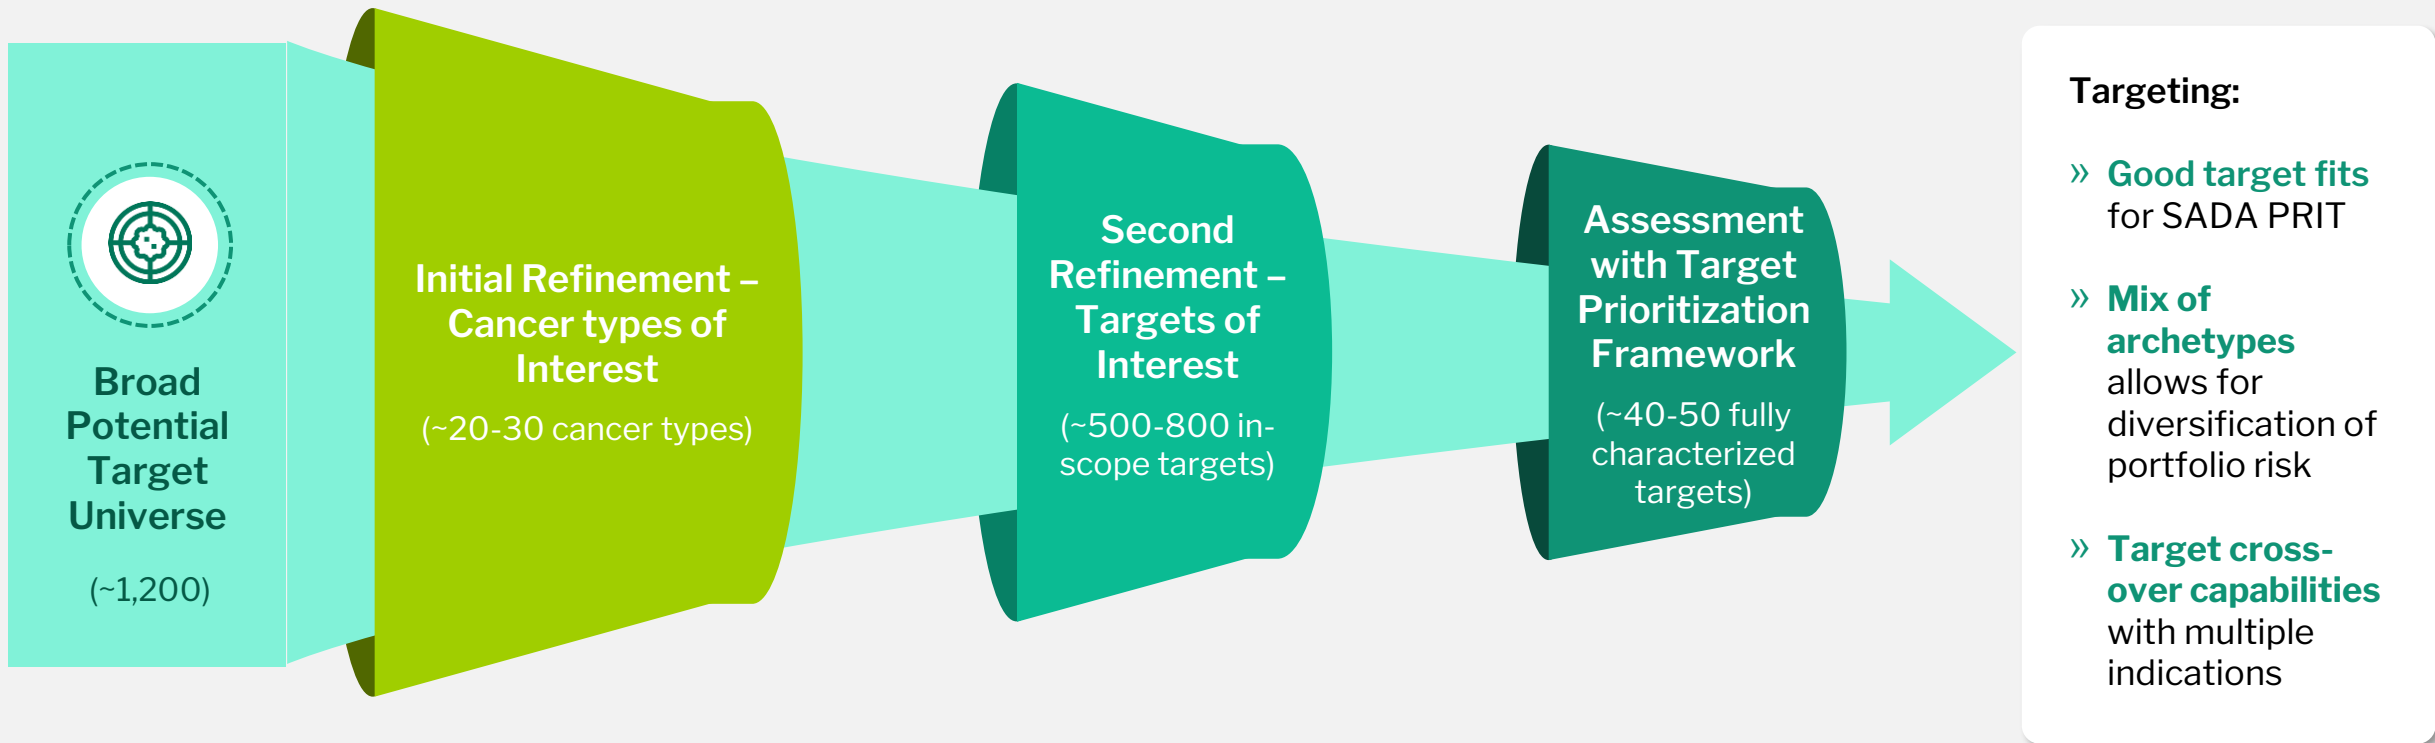 Broad
Potential
Target
Universe
(~1,200)
Initial Refinement –
Cancer types of
Interest
(~20-30 cancer types)
Second
Refinement –
Targets of
Interest
(~500-800 in-
scope targets)
Assessment
with Target
Prioritization
Framework
(~40-50 fully
characterized
targets)
Targeting:
» Good target fits
for SADA PRIT
» Mix of
archetypes
allows for
diversification of
portfolio risk
» Target cross-
over capabilities
with multiple
indications